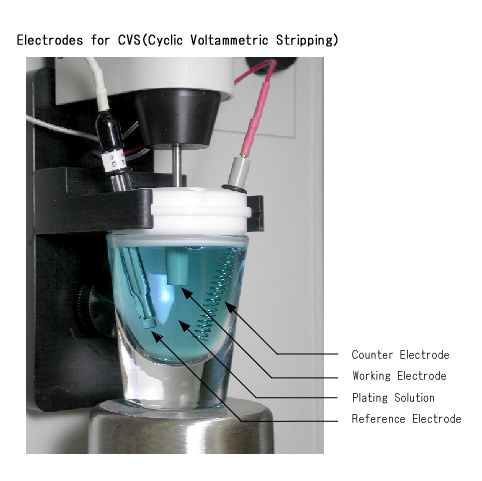 Electrodes for CVS(Cyclic Voltammetric Stripping)
Counter Electrode
Working Electrode
Plating Solution
Reference Electrode